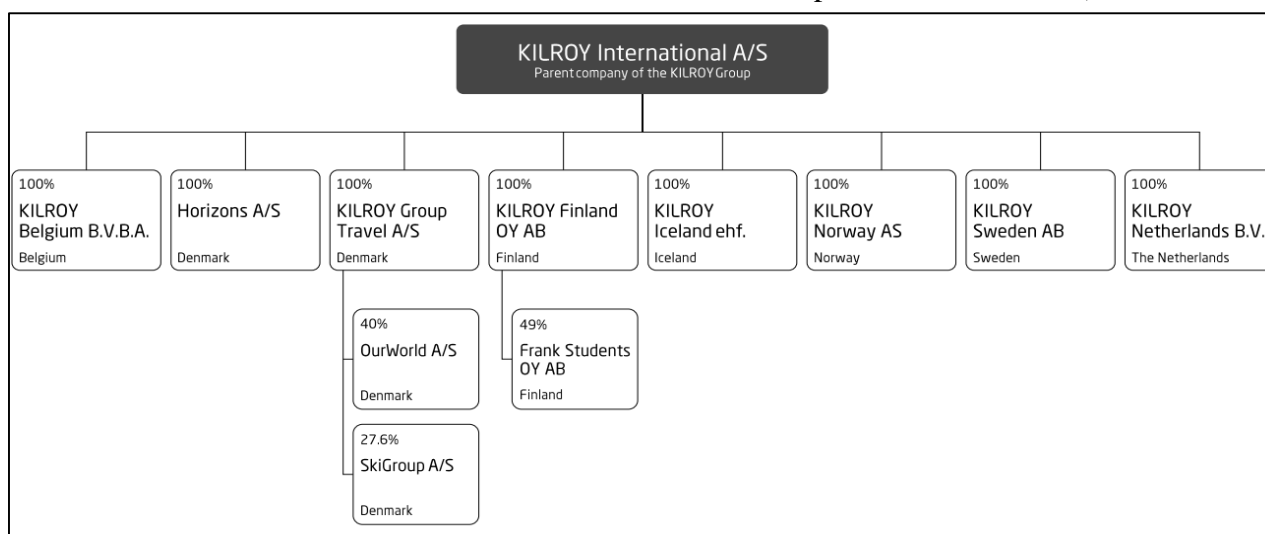 KILROY International A/S
Parent company of the KILROY Group
100%
KILROY
Belgium B.V.B.A.
Belgium
100%
Horizons A/S
Denmark
100%
KILROY Group
Travel A/S
Denmark
100%
KILROY Finland
OY AB
Finland
100%
KILROY
Iceland ehf.
Iceland
100%
KILROY
Norway AS
Norway
100%
KILROY
Sweden AB
Sweden
100%
KILROY
Netherlands B.V.
The Netherlands
40%
OurWorld A/S
Denmark
49%
Frank Students
OY AB
Finland
27.6%
SkiGroup A/S
Denmark